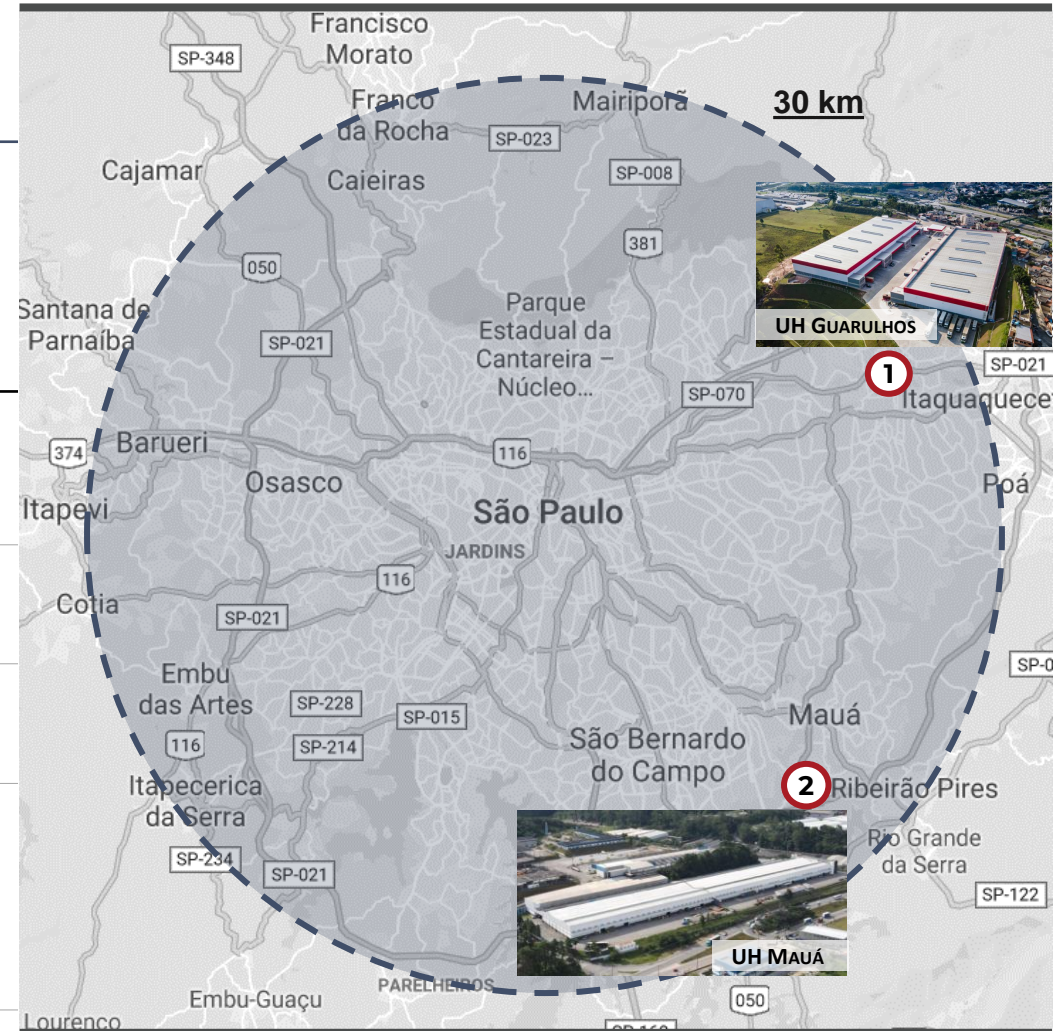 Francisco
Morato
SP-348
30 km
Franco
da Rocha
Mairiporã
SP-023
Cajamar
Caieiras
SP-008
381
050
Santana de
Parnaíba
Parque
Estadual da
Cantareira –
Núcleo...
UH GUARULHOS
SP-021
SP-021
1
SP-070
Itaquaquece
Barueri
374
116
Osasco
Poá
Itapevi
São Paulo
JARDINS
116
Cotia
SP-021
SP-0
Embu
das Artes
SP-228
SP-015
Mauá
116
SP-214
São Bernardo
do Campo
Itapecerica
da Serra
2
Ribeirão Pires
Rio Grande
da Serra
SP-234
SP-021
SP-122
UH MAUÁ
PARELHEIROS
Embu-Guaçu
050
Lourenço